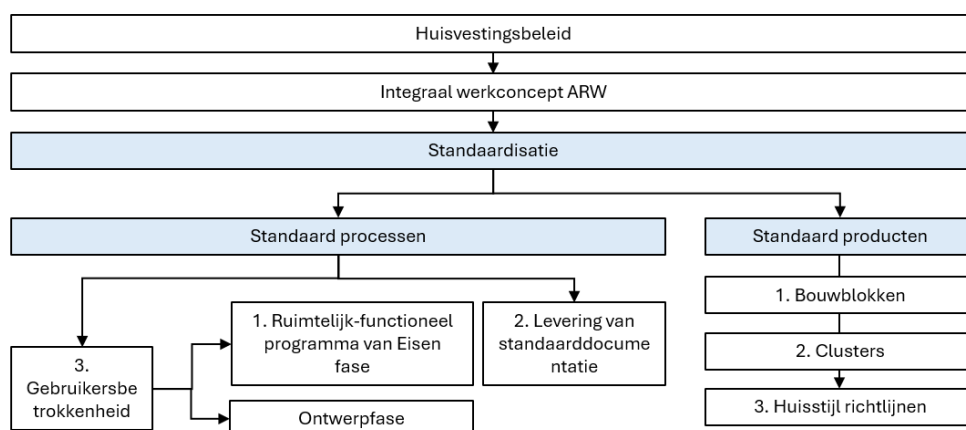 Huisvestingsbeleid
Integraal werkconcept ARW
Standaardisatie
Standaard processen
Standaard producten
1. Ruimtelijk-functioneel
programma van Eisen
fase
2. Levering van
standaarddocume
ntatie
3.
Gebruikersbe
trokkenheid
Ontwerpfase
1. Bouwblokken
2. Clusters
3. Huisstijl richtlijnen